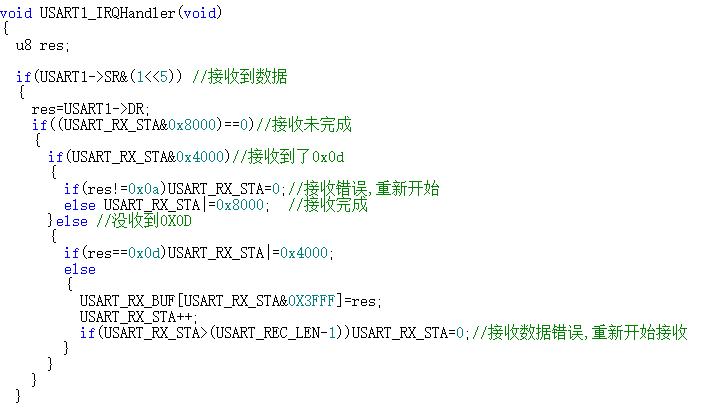 void USART1_IRQHandler(void)
{
u8 res;
if(USART1->SR&(1<<5)) //接收到数据
{
res=USART1->DR;
if((USART_RX_STA&0x8000)==0)//接收未完成
{
if(USART_RX_STA&0x4000)//接收到了0x0d
{
if(res!=0x0a)USART_RX_STA=0;//接收错误,重新开始
else USART_RX_STA|=0x8000; //接收完成
}else //没收到0X0D
{
if(res==0x0d)USART_RX_STA|=0x4000;
else
{
USART_RX_BUF[USART_RX_STA&0X3FFF]=res;
USART_RX_STA++;
if(USART_RX_STA>(USART_REC_LEN-1))USART_RX_STA=0;//接收数据错误,重新开始接收
}
}
}
}